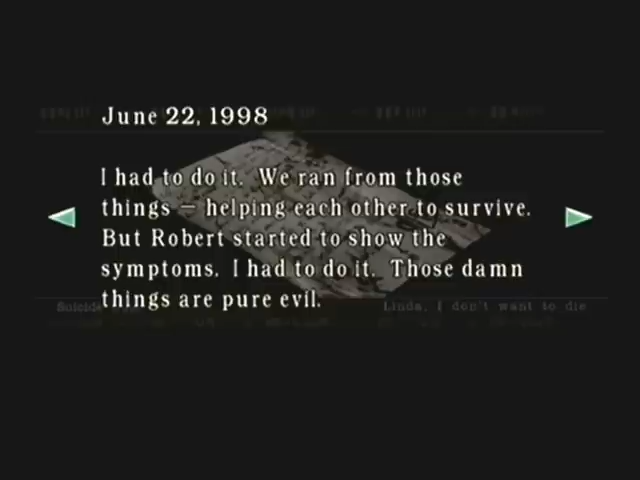 June 22, 1998
I had to do it. We ran from those
things — helping each other to survive.
But Robert started to show the
symptoms. I had to do it. Those damn
things are pure evil.
Suicide
Linda, I don't want to die